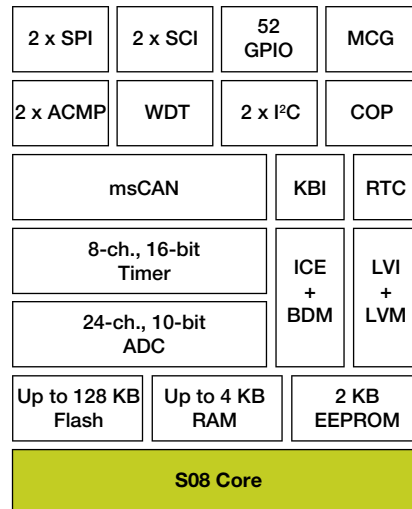 2 x SPI
2 x SCI
52
GPIO
MCG
2 x ACMP
WDT
2 x I²C
COP
msCAN
KBI
RTC
8-ch., 16-bit
Timer
ICE
+
BDM
LVI
+
LVM
24-ch., 10-bit
ADC
Up to 128 KB
Flash
Up to 4 KB
RAM
2 KB
EEPROM
S08 Core